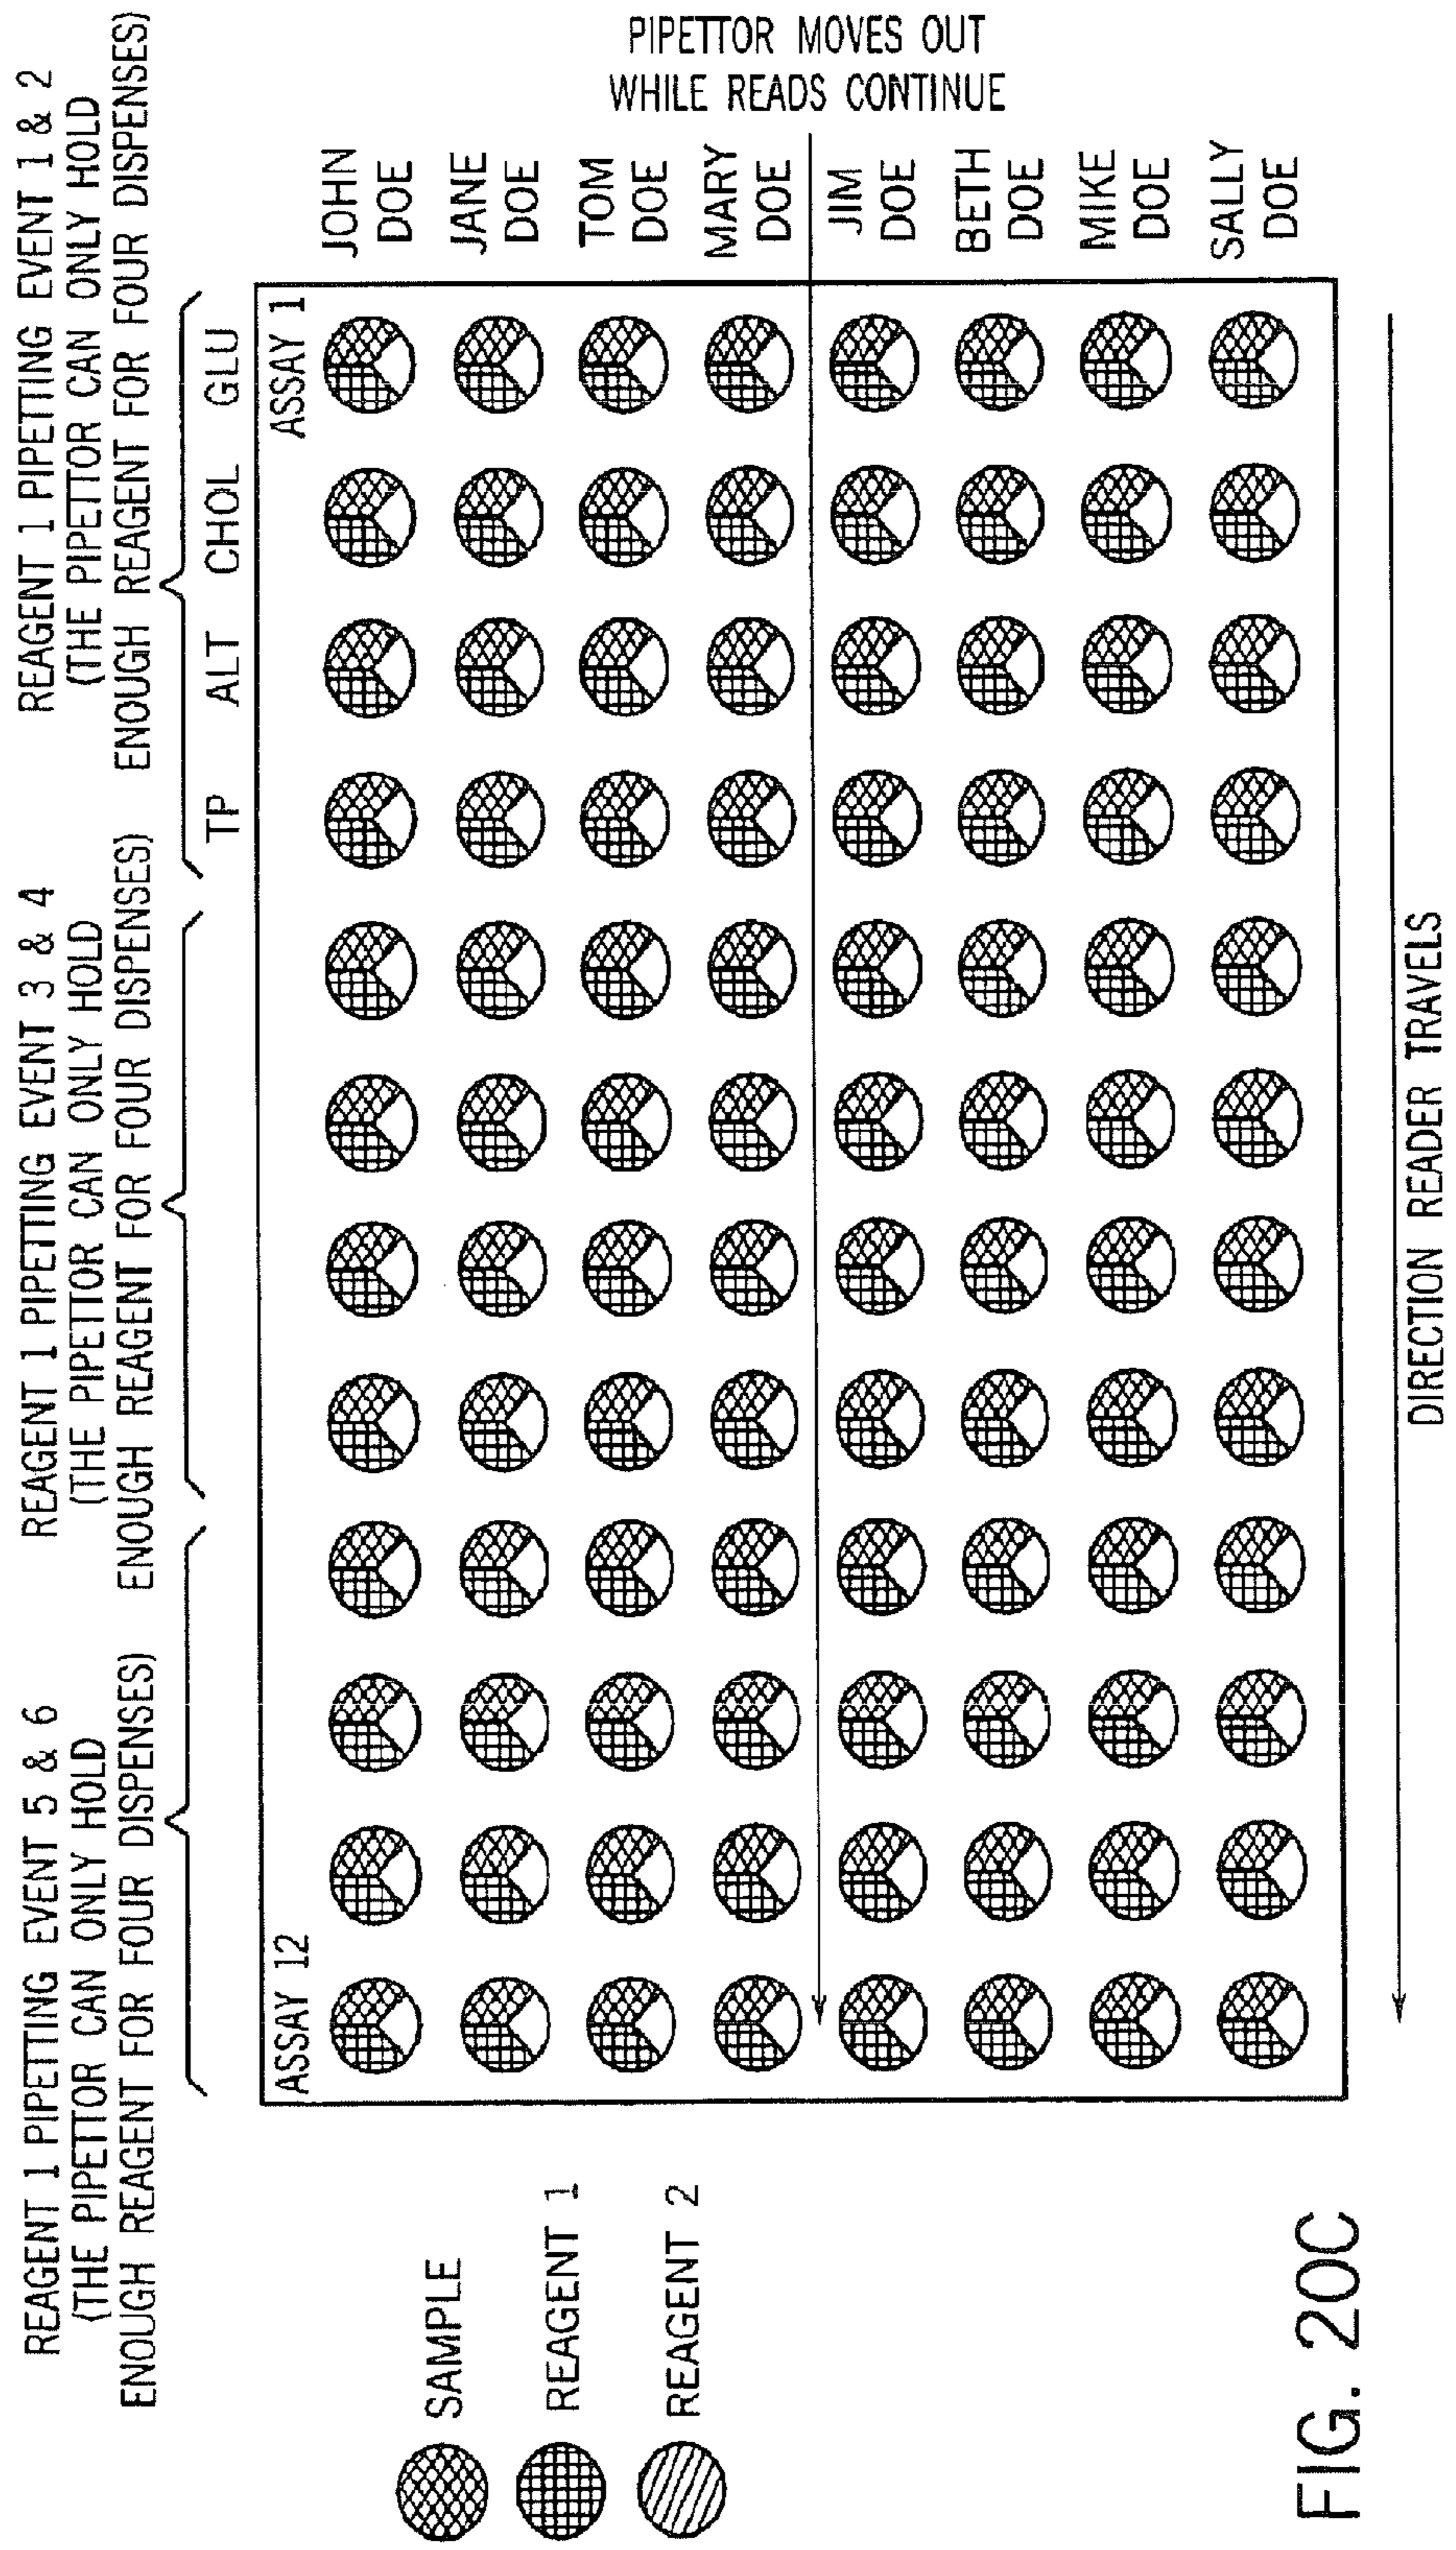 REAGENT 1 PIPETTING EVENT 5 & 6
(THE PIPETTOR CAN ONLY HOLD
ENOUGH REAGENT FOR FOUR DISPENSES)
REAGENT 1 PIPETTING EVENT 3 & 4
(THE PIPETTOR CAN ONLY HOLD
ENOUGH REAGENT FOR FOUR DISPENSES)
REAGENT 1 PIPETTING EVENT 1 & 2
(THE PIPETTOR CAN ONLY HOLD
ENOUGH REAGENT FOR FOUR DISPENSES)
TP ALT CHOL GLU
ASSAY 12
ASSAY 1
JOHN
DOE
JANE
DOE
TOM
DOE
MARY
DOE
PIPETTOR MOVES OUT
WHILE READS CONTINUE
JIM
DOE
BETH
DOE
MIKE
DOE
SALLY
DOE
SAMPLE
REAGENT 1
REAGENT 2
DIRECTION READER TRAVELS
FIG. 20C